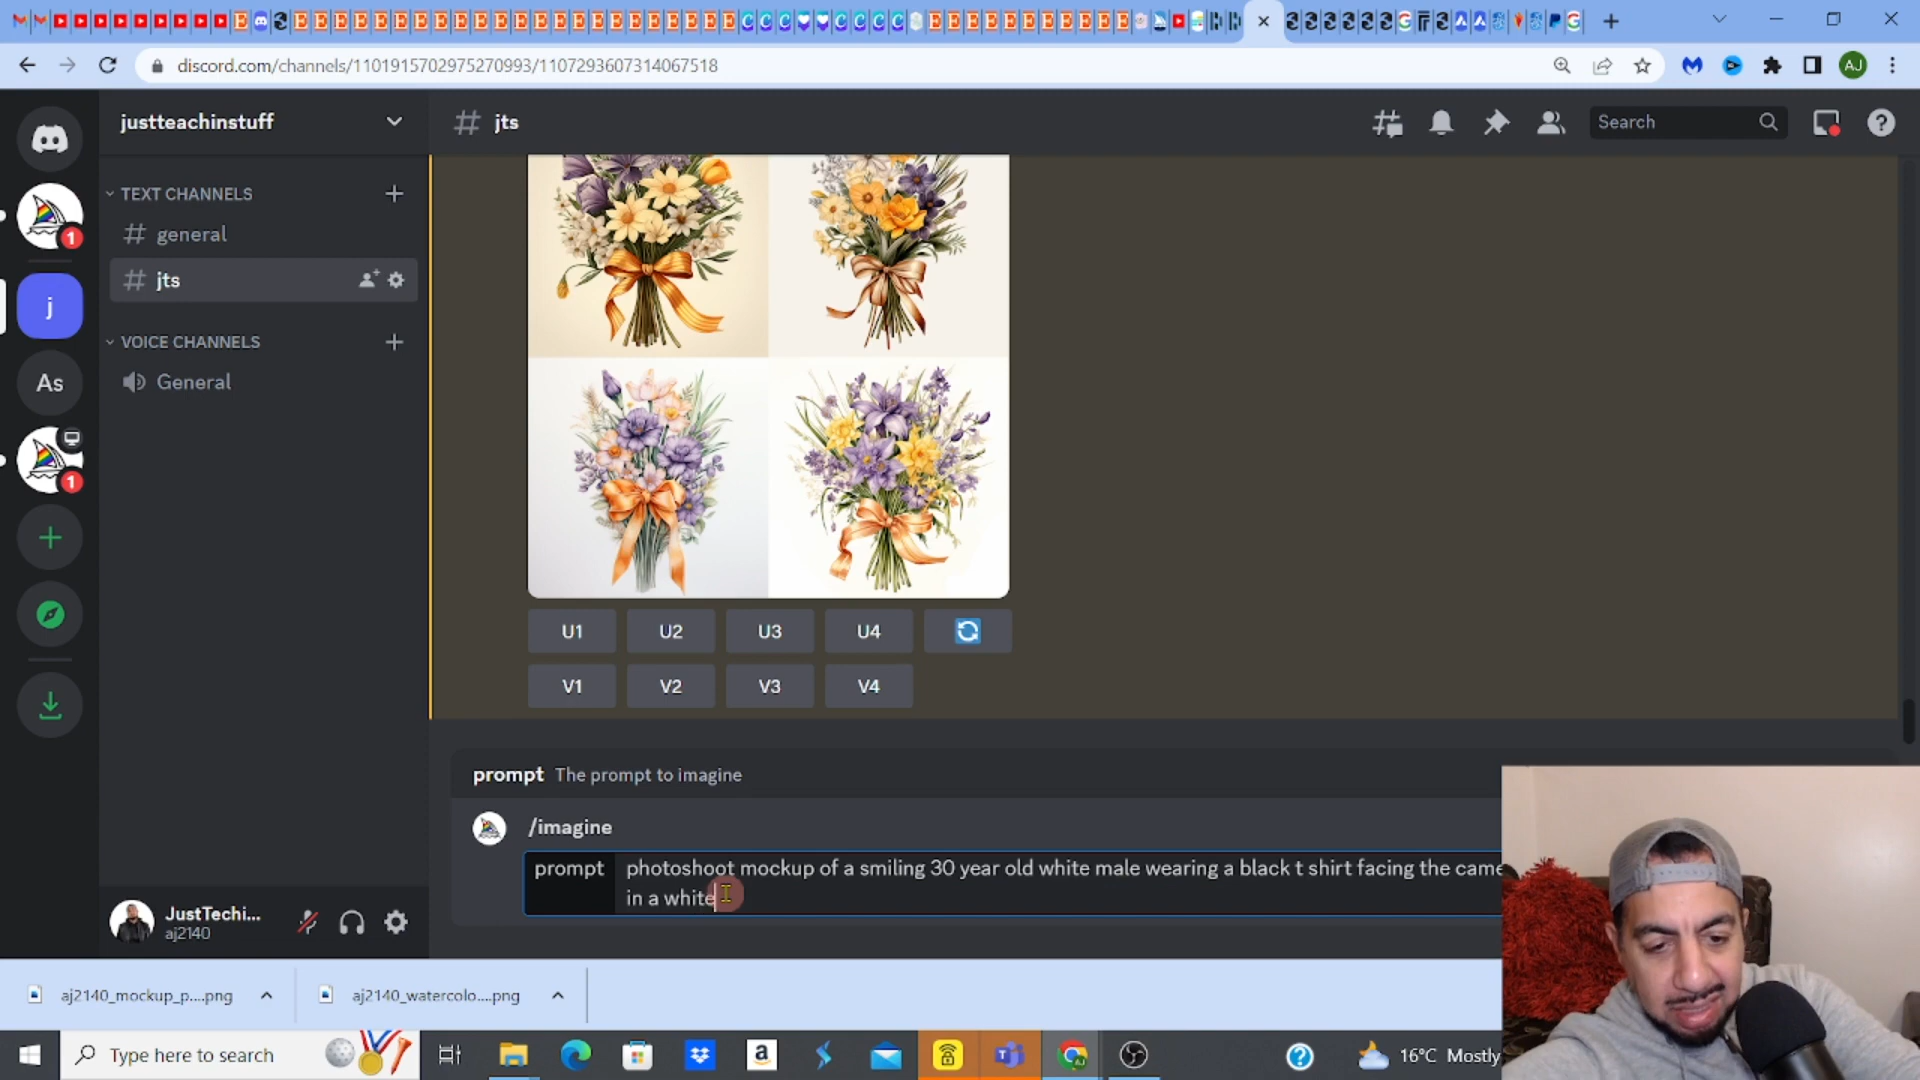 discord.com/channels/1101915702975270993/1107293607314067518
AJ
justteachinstuff
jts
Search
TEXT CHANNELS
general
jts
VOICE CHANNELS
General
1
j
As
1
U1 U2 U3 U4
V1 V2 V3 V4
prompt The prompt to imagine
/imagine
prompt photoshoot mockup of a smiling 30 year old white male wearing a black t shirt facing the came
in a white
JustTechi...
aj2140
aj2140_mockup_p....png
aj2140_watercolo....png
Type here to search
16°C Mostly